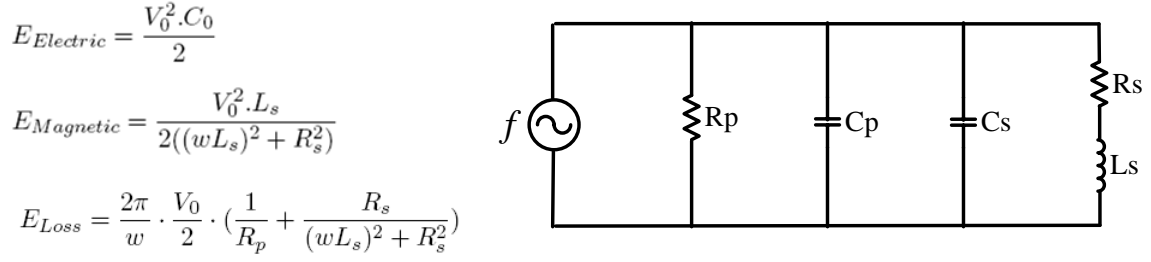 E_{Electric} = \frac{V_0^2 . C_0}{2}
E_{Magnetic} = \frac{V_0^2 . L_s}{2((wL_s)^2 + R_s^2)}
E_{Loss} = \frac{2\pi}{w} \cdot \frac{V_0}{2} \cdot (\frac{1}{R_p} + \frac{R_s}{(wL_s)^2 + R_s^2})
f
Rp
Cp
Cs
Rs
Ls